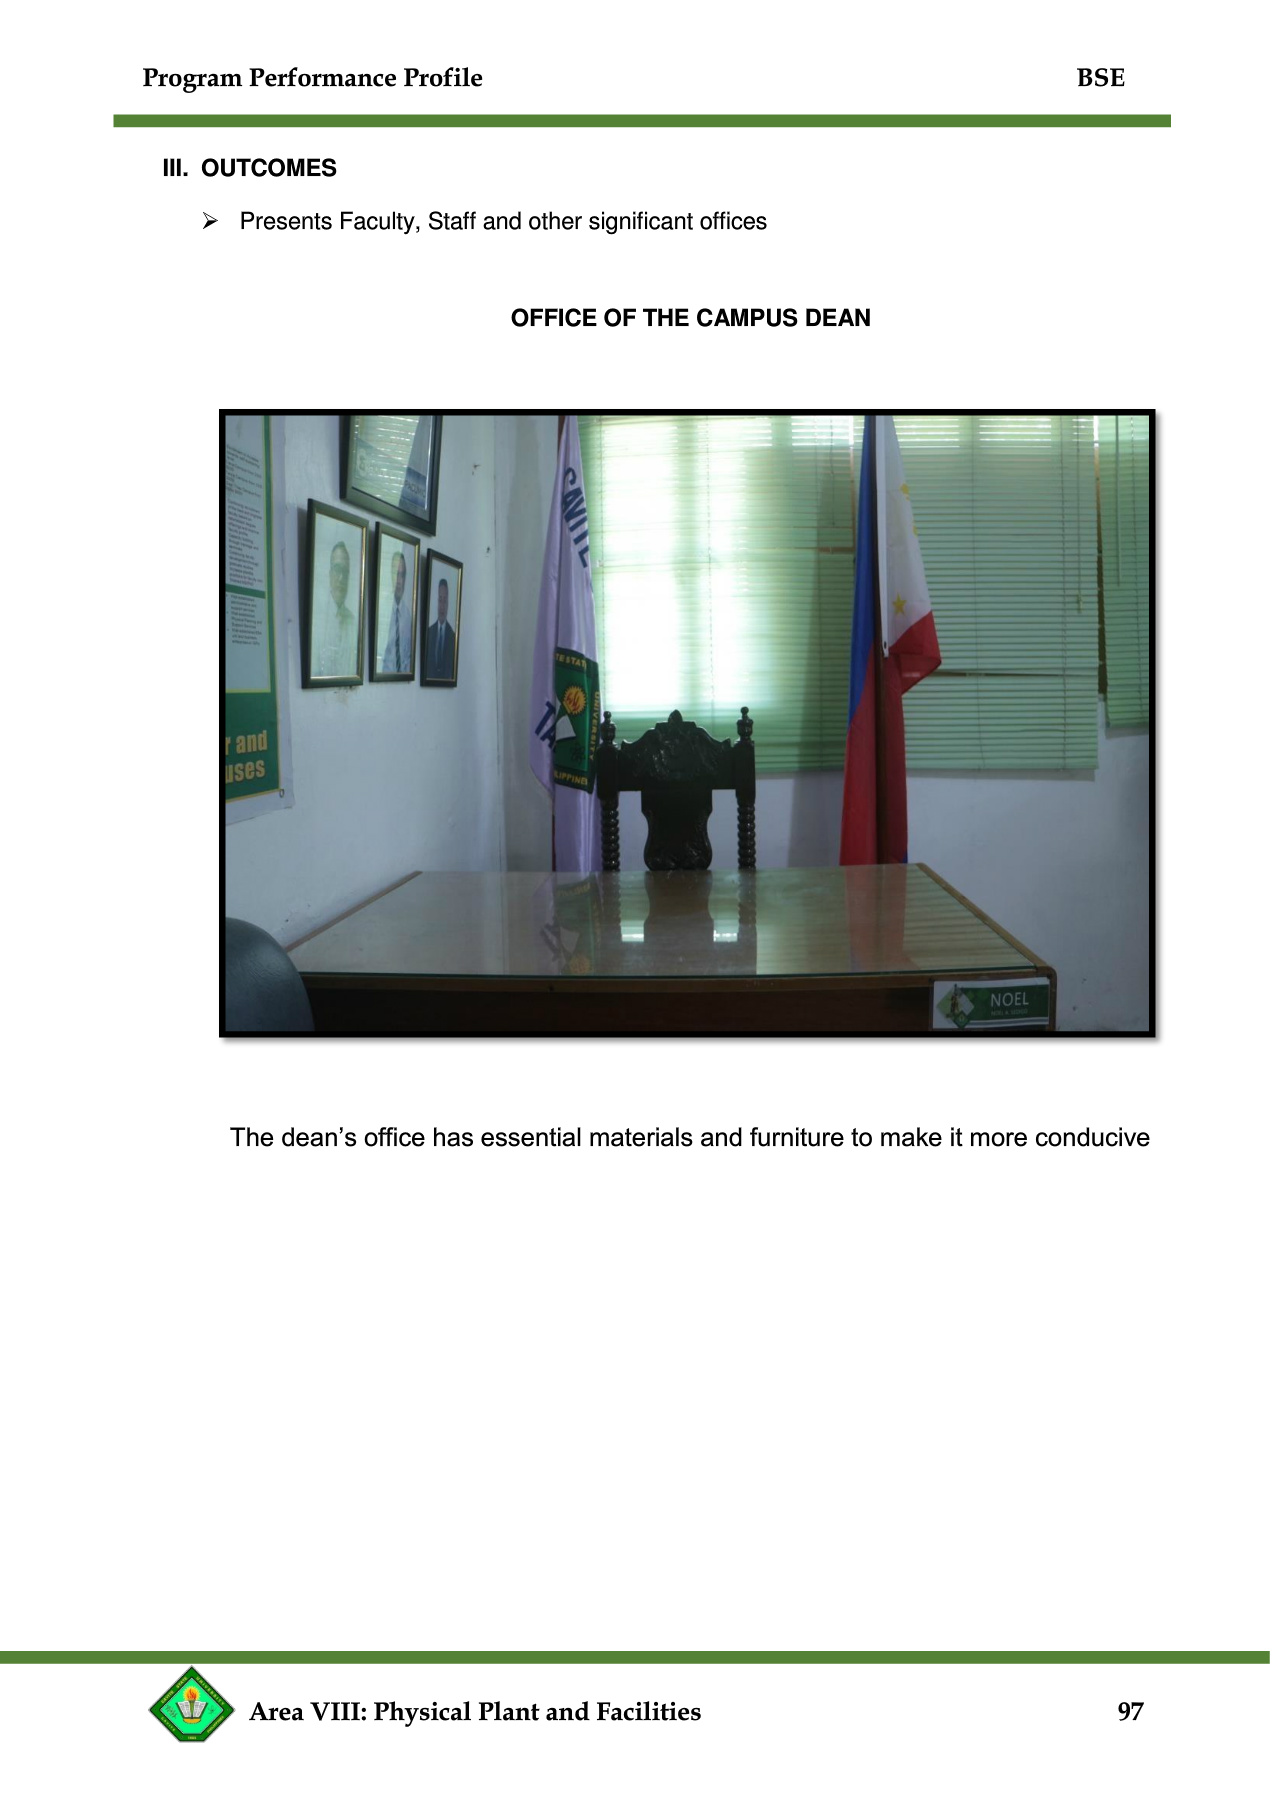 Program Performance Profile BSE
III. OUTCOMES
➢ Presents Faculty, Staff and other significant offices
OFFICE OF THE CAMPUS DEAN
CAVITE
UNIVERSITY
r and
uses
NOEL
The dean’s office has essential materials and furniture to make it more conducive
Area VIII: Physical Plant and Facilities 97